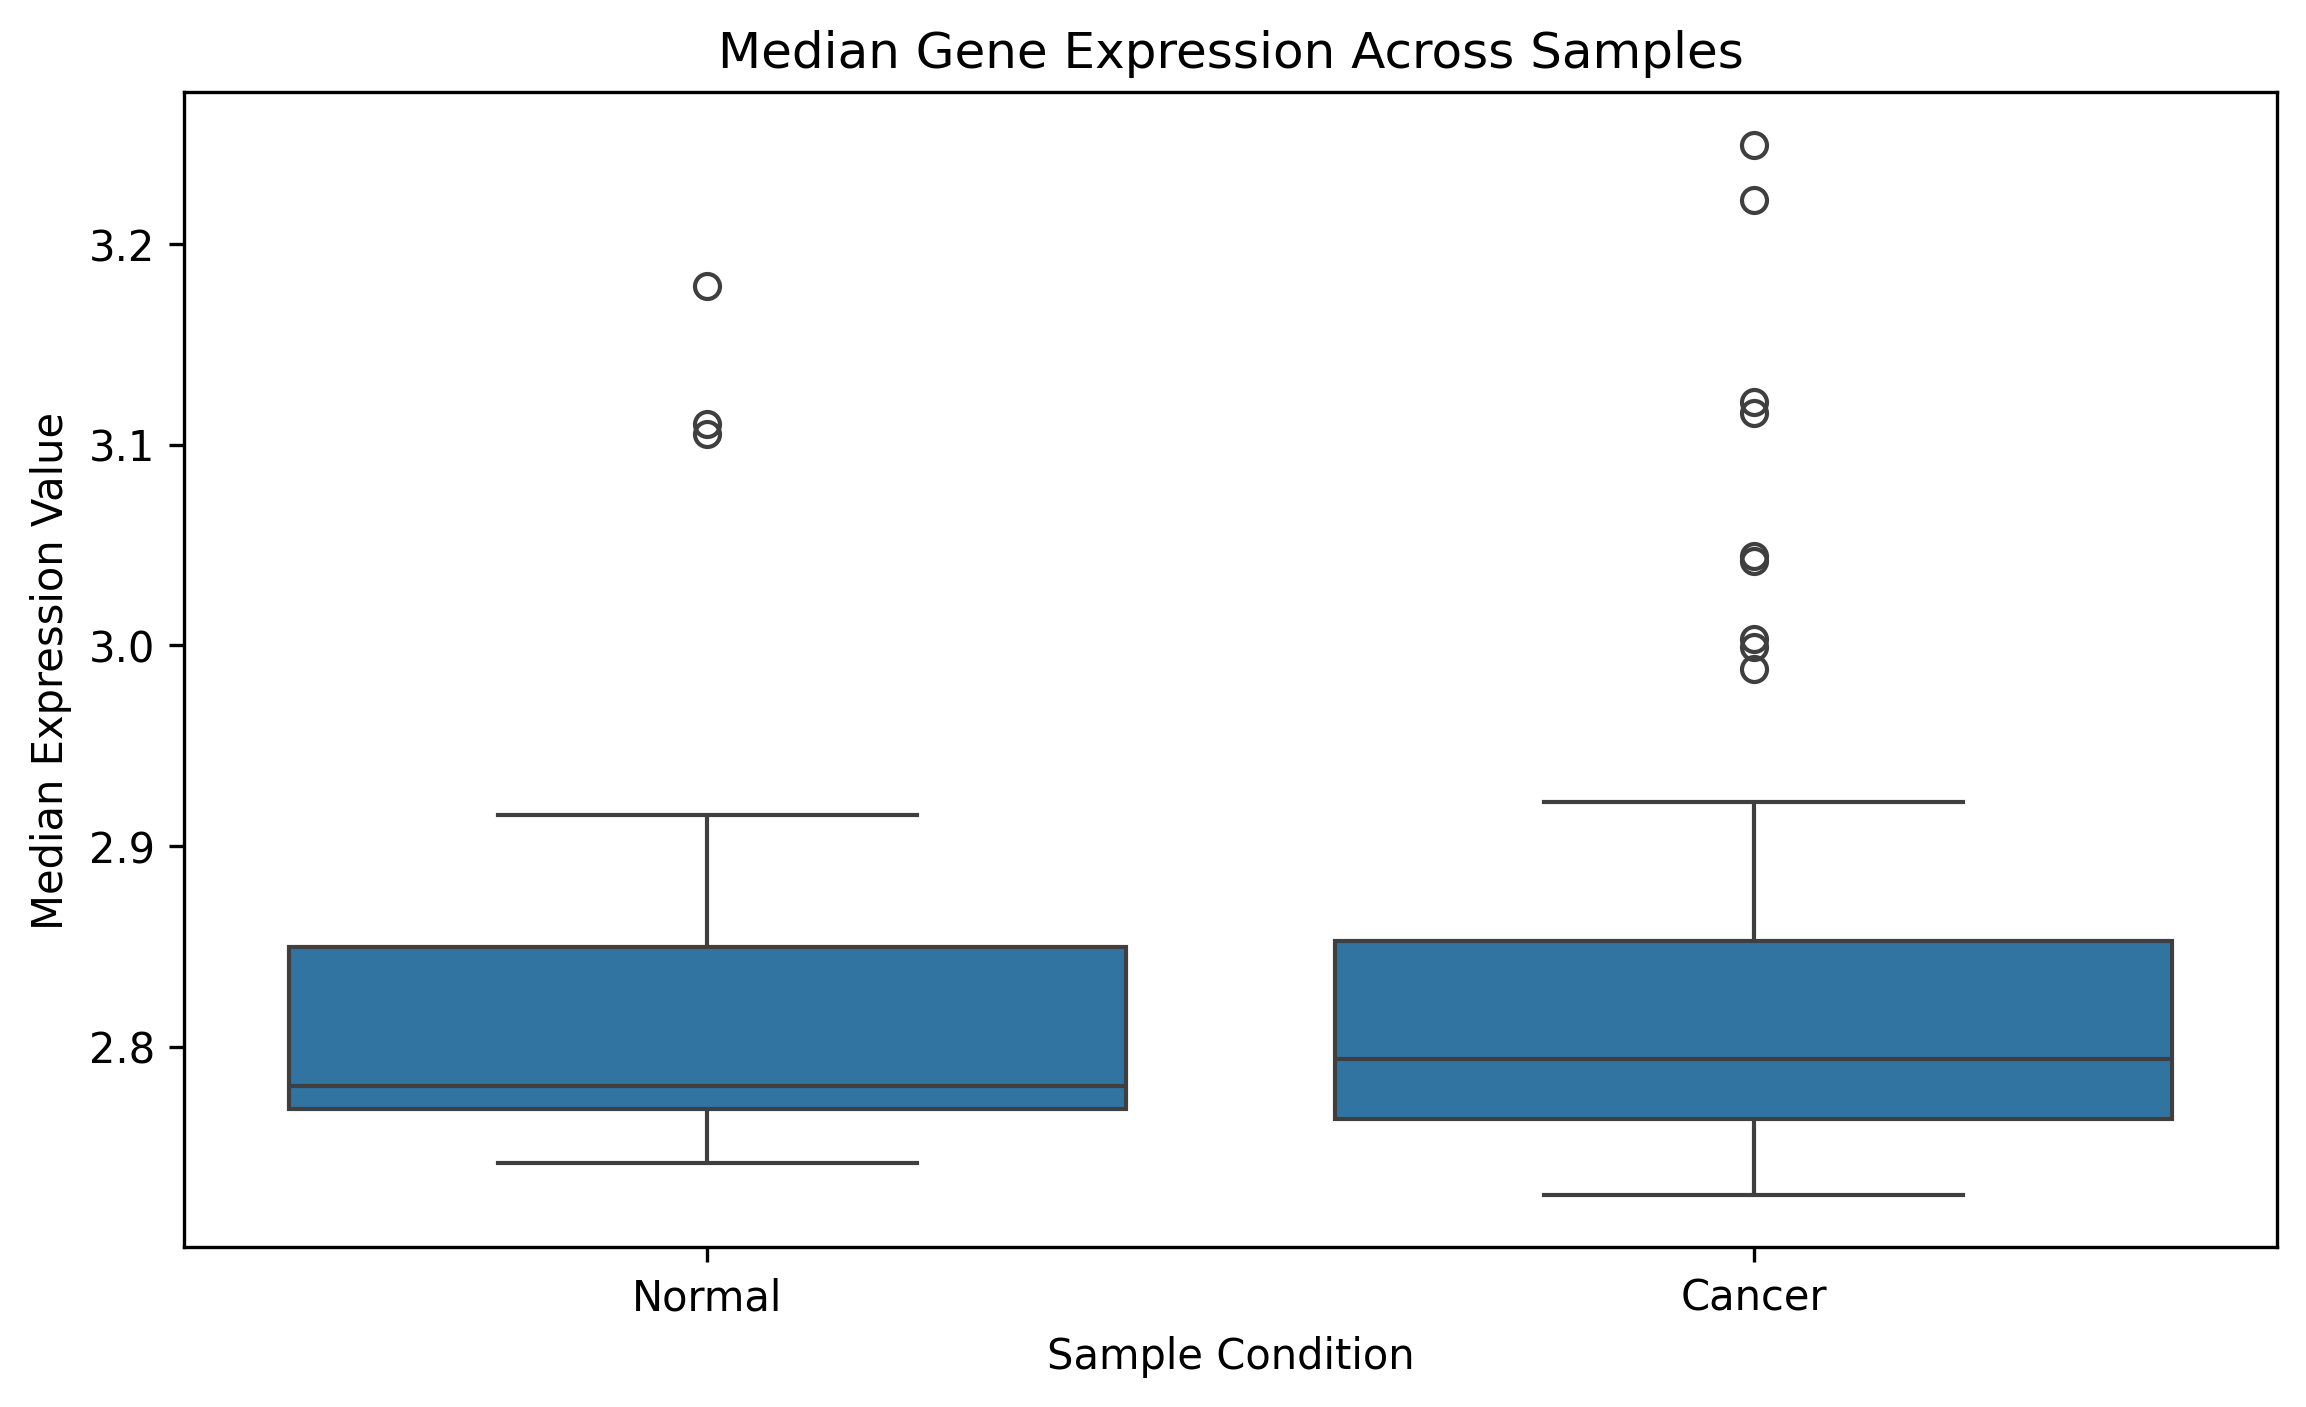 Median Gene Expression Across Samples
Median Expression Value
3.2
3.1
3.0
2.9
2.8
Normal
Cancer
Sample Condition